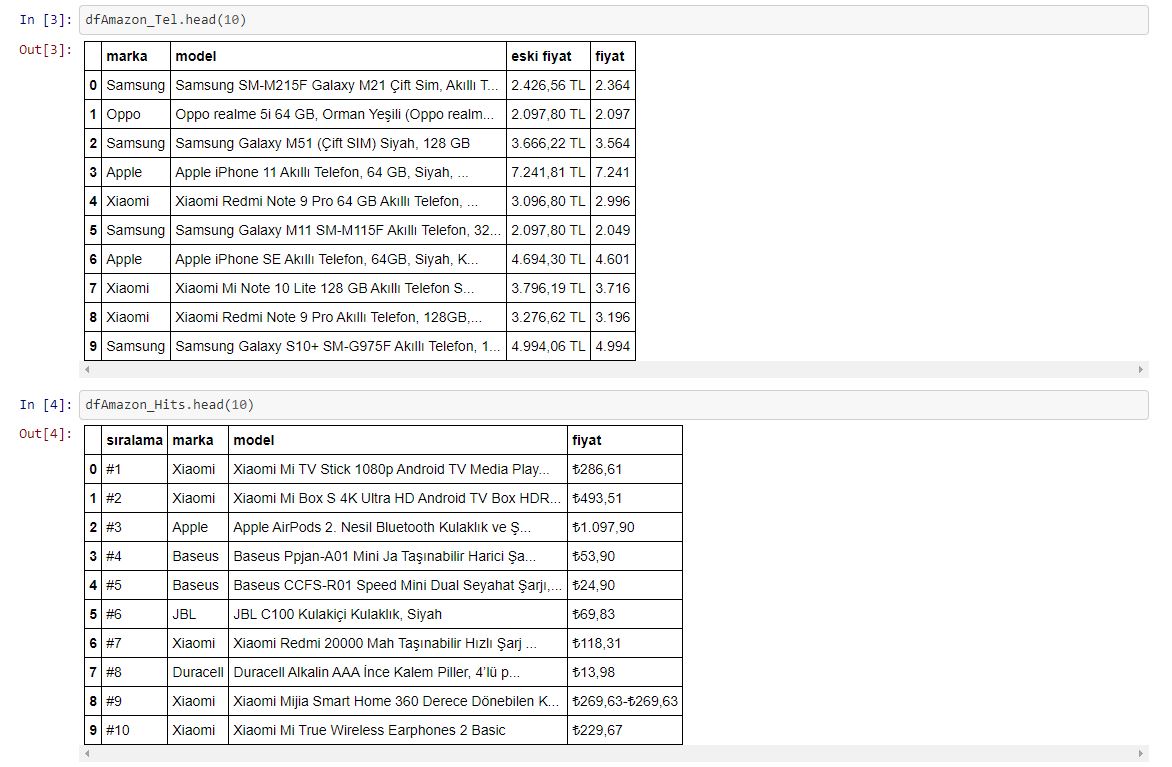 In [3]: dfAmazon_Tel.head(10)
Out[3]:
marka model eski fiyat fiyat
0 Samsung Samsung SM-M215F Galaxy M21 Çift Sim, Akıllı T... 2.426,56 TL 2.364
1 Oppo Oppo realme 5i 64 GB, Orman Yeşili (Oppo realm... 2.097,80 TL 2.097
2 Samsung Samsung Galaxy M51 (Çift SIM) Siyah, 128 GB 3.666,22 TL 3.564
3 Apple Apple iPhone 11 Akıllı Telefon, 64 GB, Siyah, ... 7.241,81 TL 7.241
4 Xiaomi Xiaomi Redmi Note 9 Pro 64 GB Akıllı Telefon, ... 3.096,80 TL 2.996
5 Samsung Samsung Galaxy M11 SM-M115F Akıllı Telefon, 32... 2.097,80 TL 2.049
6 Apple Apple iPhone SE Akıllı Telefon, 64GB, Siyah, K... 4.694,30 TL 4.601
7 Xiaomi Xiaomi Mi Note 10 Lite 128 GB Akıllı Telefon S... 3.796,19 TL 3.716
8 Xiaomi Xiaomi Redmi Note 9 Pro Akıllı Telefon, 128GB,... 3.276,62 TL 3.196
9 Samsung Samsung Galaxy S10+ SM-G975F Akıllı Telefon, 1... 4.994,06 TL 4.994
In [4]: dfAmazon_Hits.head(10)
Out[4]:
sıralama marka model fiyat
0 #1 Xiaomi Xiaomi Mi TV Stick 1080p Android TV Media Play... ₺286,61
1 #2 Xiaomi Xiaomi Mi Box S 4K Ultra HD Android TV Box HDR... ₺493,51
2 #3 Apple Apple AirPods 2. Nesil Bluetooth Kulaklık ve Ş... ₺1.097,90
3 #4 Baseus Baseus Ppjan-A01 Mini Ja Taşınabilir Harici Şa... ₺53,90
4 #5 Baseus Baseus CCFS-R01 Speed Mini Dual Seyahat Şarjı,... ₺24,90
5 #6 JBL JBL C100 Kulakiçi Kulaklık, Siyah ₺69,83
6 #7 Xiaomi Xiaomi Redmi 20000 Mah Taşınabilir Hızlı Şarj ... ₺118,31
7 #8 Duracell Duracell Alkalin AAA İnce Kalem Piller, 4’lü p... ₺13,98
8 #9 Xiaomi Xiaomi Mijia Smart Home 360 Derece Dönebilen K... ₺269,63-₺269,63
9 #10 Xiaomi Xiaomi Mi True Wireless Earphones 2 Basic ₺229,67